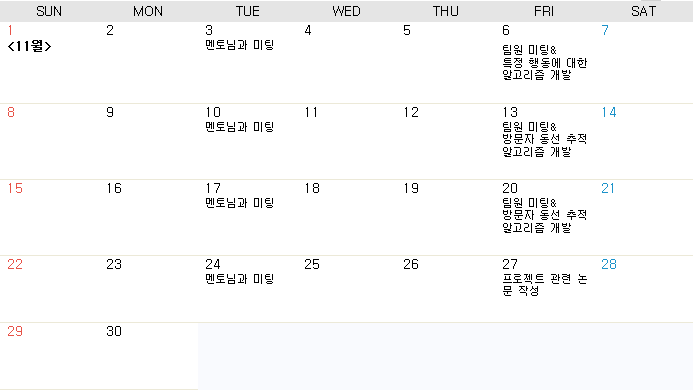 SUN MON TUE WED THU FRI SAT
1 2 3 4 5 6 7
<11월>
멘토님과 미팅
팀원 미팅&
특정 행동에 대한
알고리즘 개발
8 9 10 11 12 13 14
멘토님과 미팅
팀원 미팅&
방문자 동선 추적
알고리즘 개발
15 16 17 18 19 20 21
멘토님과 미팅
팀원 미팅&
방문자 동선 추적
알고리즘 개발
22 23 24 25 26 27 28
멘토님과 미팅
프로젝트 관련 논
문 작성
29 30